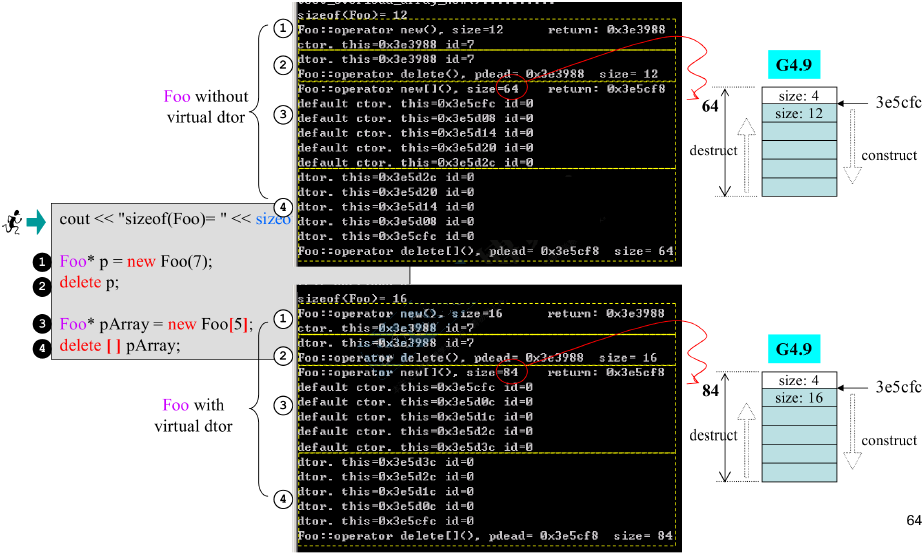 sizeof(Foo)= 12
① Foo::operator new(), size=12 return: 0x3e3988
ctor. this=0x3e3988 id=7
dtor. this=0x3e3988 id=7
② Foo::operator delete(), pdead= 0x3e3988 size= 12
Foo::operator new[](), size=64 return: 0x3e5cf8
default ctor. this=0x3e5cfc id=0
③ default ctor. this=0x3e5d08 id=0
default ctor. this=0x3e5d14 id=0
default ctor. this=0x3e5d20 id=0
default ctor. this=0x3e5d2c id=0
dtor. this=0x3e5d2c id=0
dtor. this=0x3e5d20 id=0
④ dtor. this=0x3e5d14 id=0
dtor. this=0x3e5d08 id=0
dtor. this=0x3e5cfc id=0
Foo::operator delete[](), pdead= 0x3e5cf8 size= 64
Foo without
virtual dtor
G4.9
size: 4
64
3e5cfc
size: 12
destruct
construct
cout << "sizeof(Foo)= " << sizeo
❶ Foo* p = new Foo(7);
❷ delete p;
❸ Foo* pArray = new Foo[5];
❹ delete [ ] pArray;
sizeof(Foo)= 16
① Foo::operator new(), size=16 return: 0x3e3988
ctor. this=0x3e3988 id=7
dtor. this=0x3e3988 id=7
② Foo::operator delete(), pdead= 0x3e3988 size= 16
Foo::operator new[](), size=84 return: 0x3e5cf8
default ctor. this=0x3e5cfc id=0
③ default ctor. this=0x3e5d0c id=0
default ctor. this=0x3e5d1c id=0
default ctor. this=0x3e5d2c id=0
default ctor. this=0x3e5d3c id=0
dtor. this=0x3e5d3c id=0
dtor. this=0x3e5d2c id=0
④ dtor. this=0x3e5d1c id=0
dtor. this=0x3e5d0c id=0
dtor. this=0x3e5cfc id=0
Foo::operator delete[](), pdead= 0x3e5cf8 size= 84
Foo with
virtual dtor
G4.9
size: 4
84
3e5cfc
size: 16
destruct
construct
64